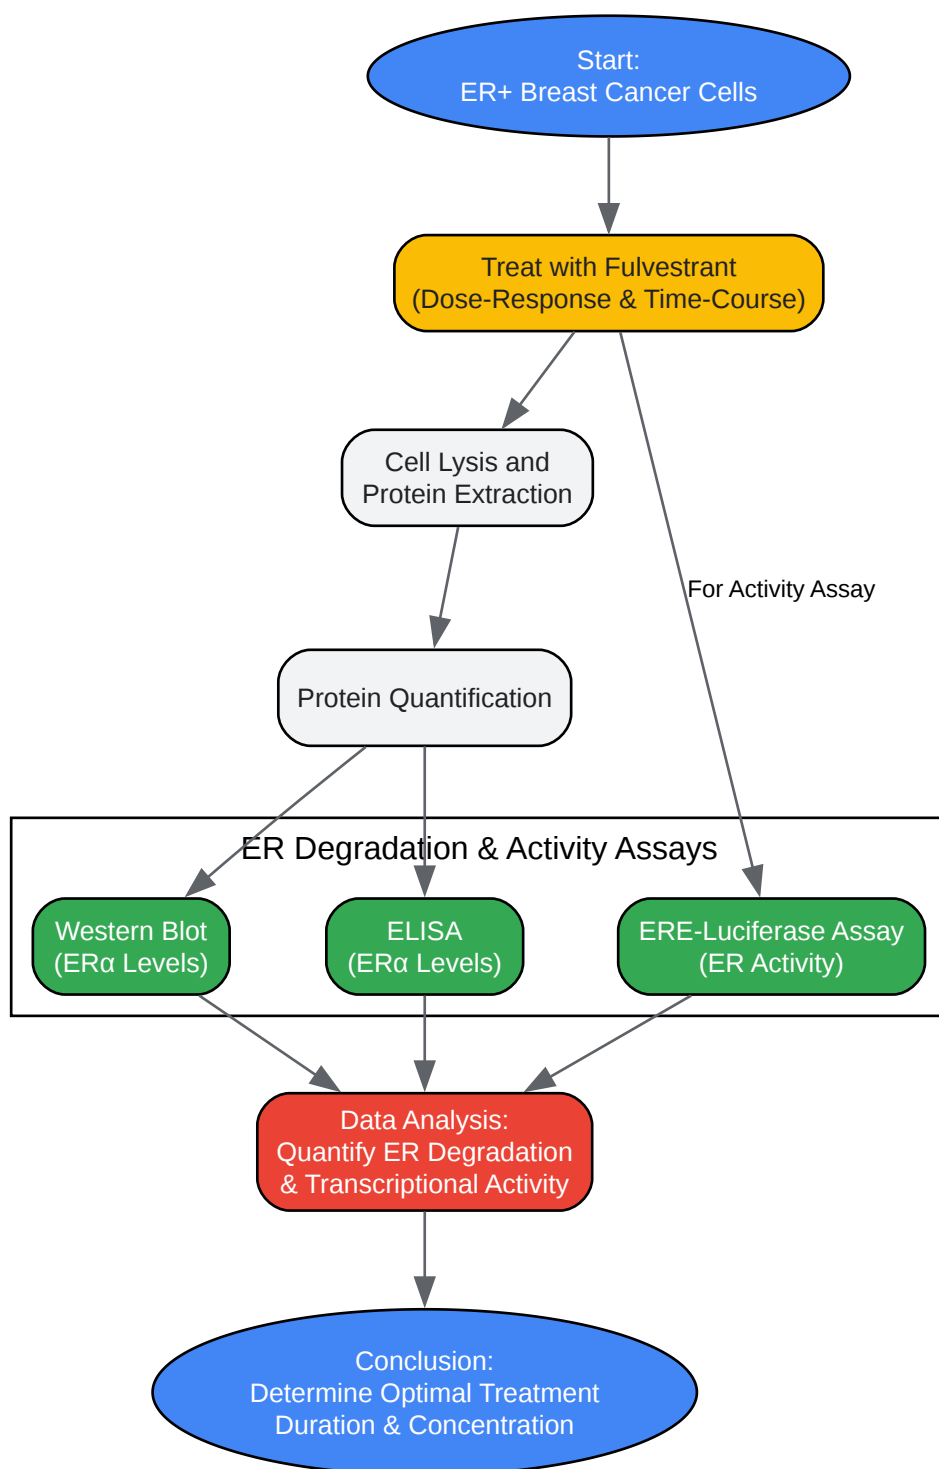 Start:
ER+ Breast Cancer Cells
Treat with Fulvestrant
(Dose-Response & Time-Course)
Cell Lysis and
Protein Extraction
For Activity Assay
Protein Quantification
ER Degradation & Activity Assays
Western Blot
(ERα Levels)
ELISA
(ERα Levels)
ERE-Luciferase Assay
(ER Activity)
Data Analysis:
Quantify ER Degradation
& Transcriptional Activity
Conclusion:
Determine Optimal Treatment
Duration & Concentration